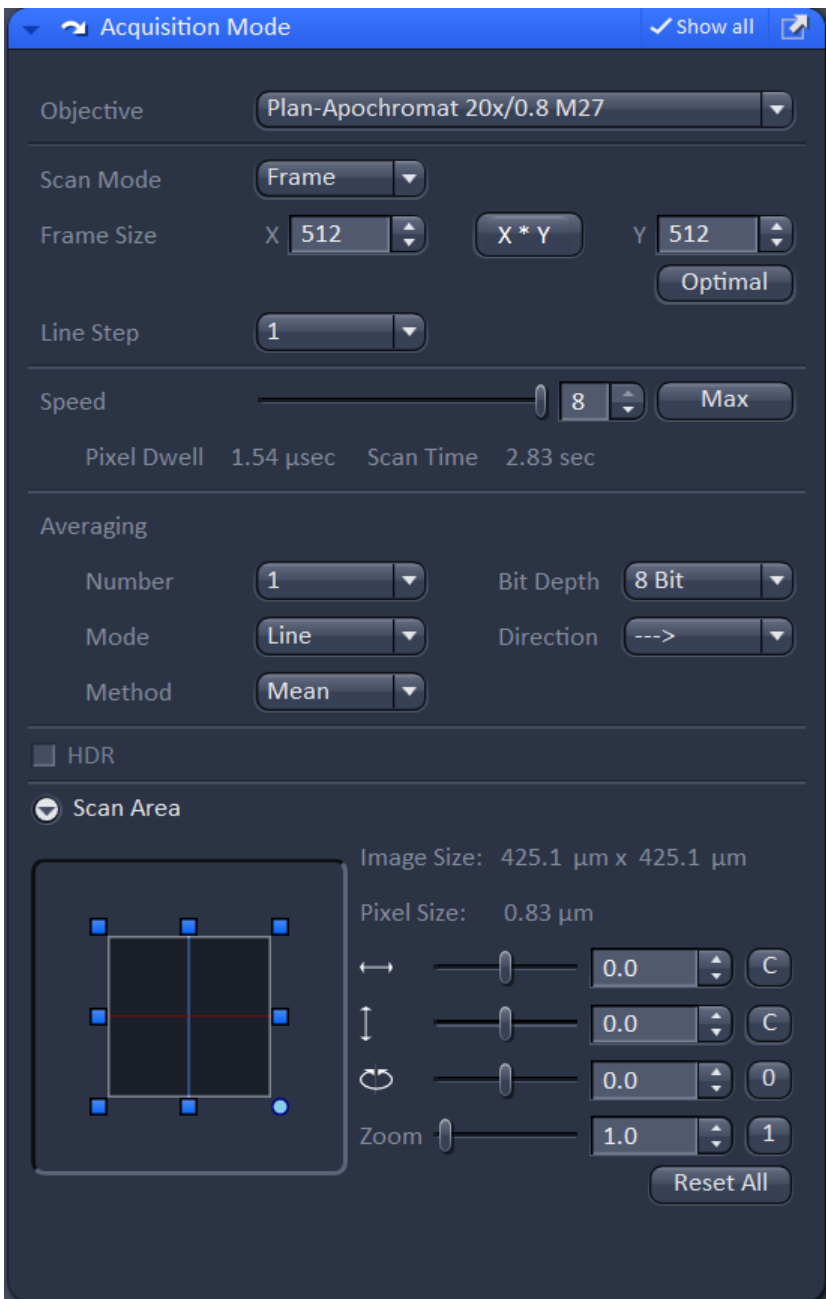 Acquisition Mode Show all
Objective Plan-Apochromat 20x/0.8 M27
Scan Mode Frame
Frame Size X 512 X * Y Y 512
Optimal
Line Step 1
Speed 8 Max
Pixel Dwell 1.54 µsec Scan Time 2.83 sec
Averaging
Number 1 Bit Depth 8 Bit
Mode Line Direction --->
Method Mean
HDR
Scan Area
Image Size: 425.1 µm x 425.1 µm
Pixel Size: 0.83 µm
0.0 C
0.0 C
0.0 0
Zoom 1.0 1
Reset All